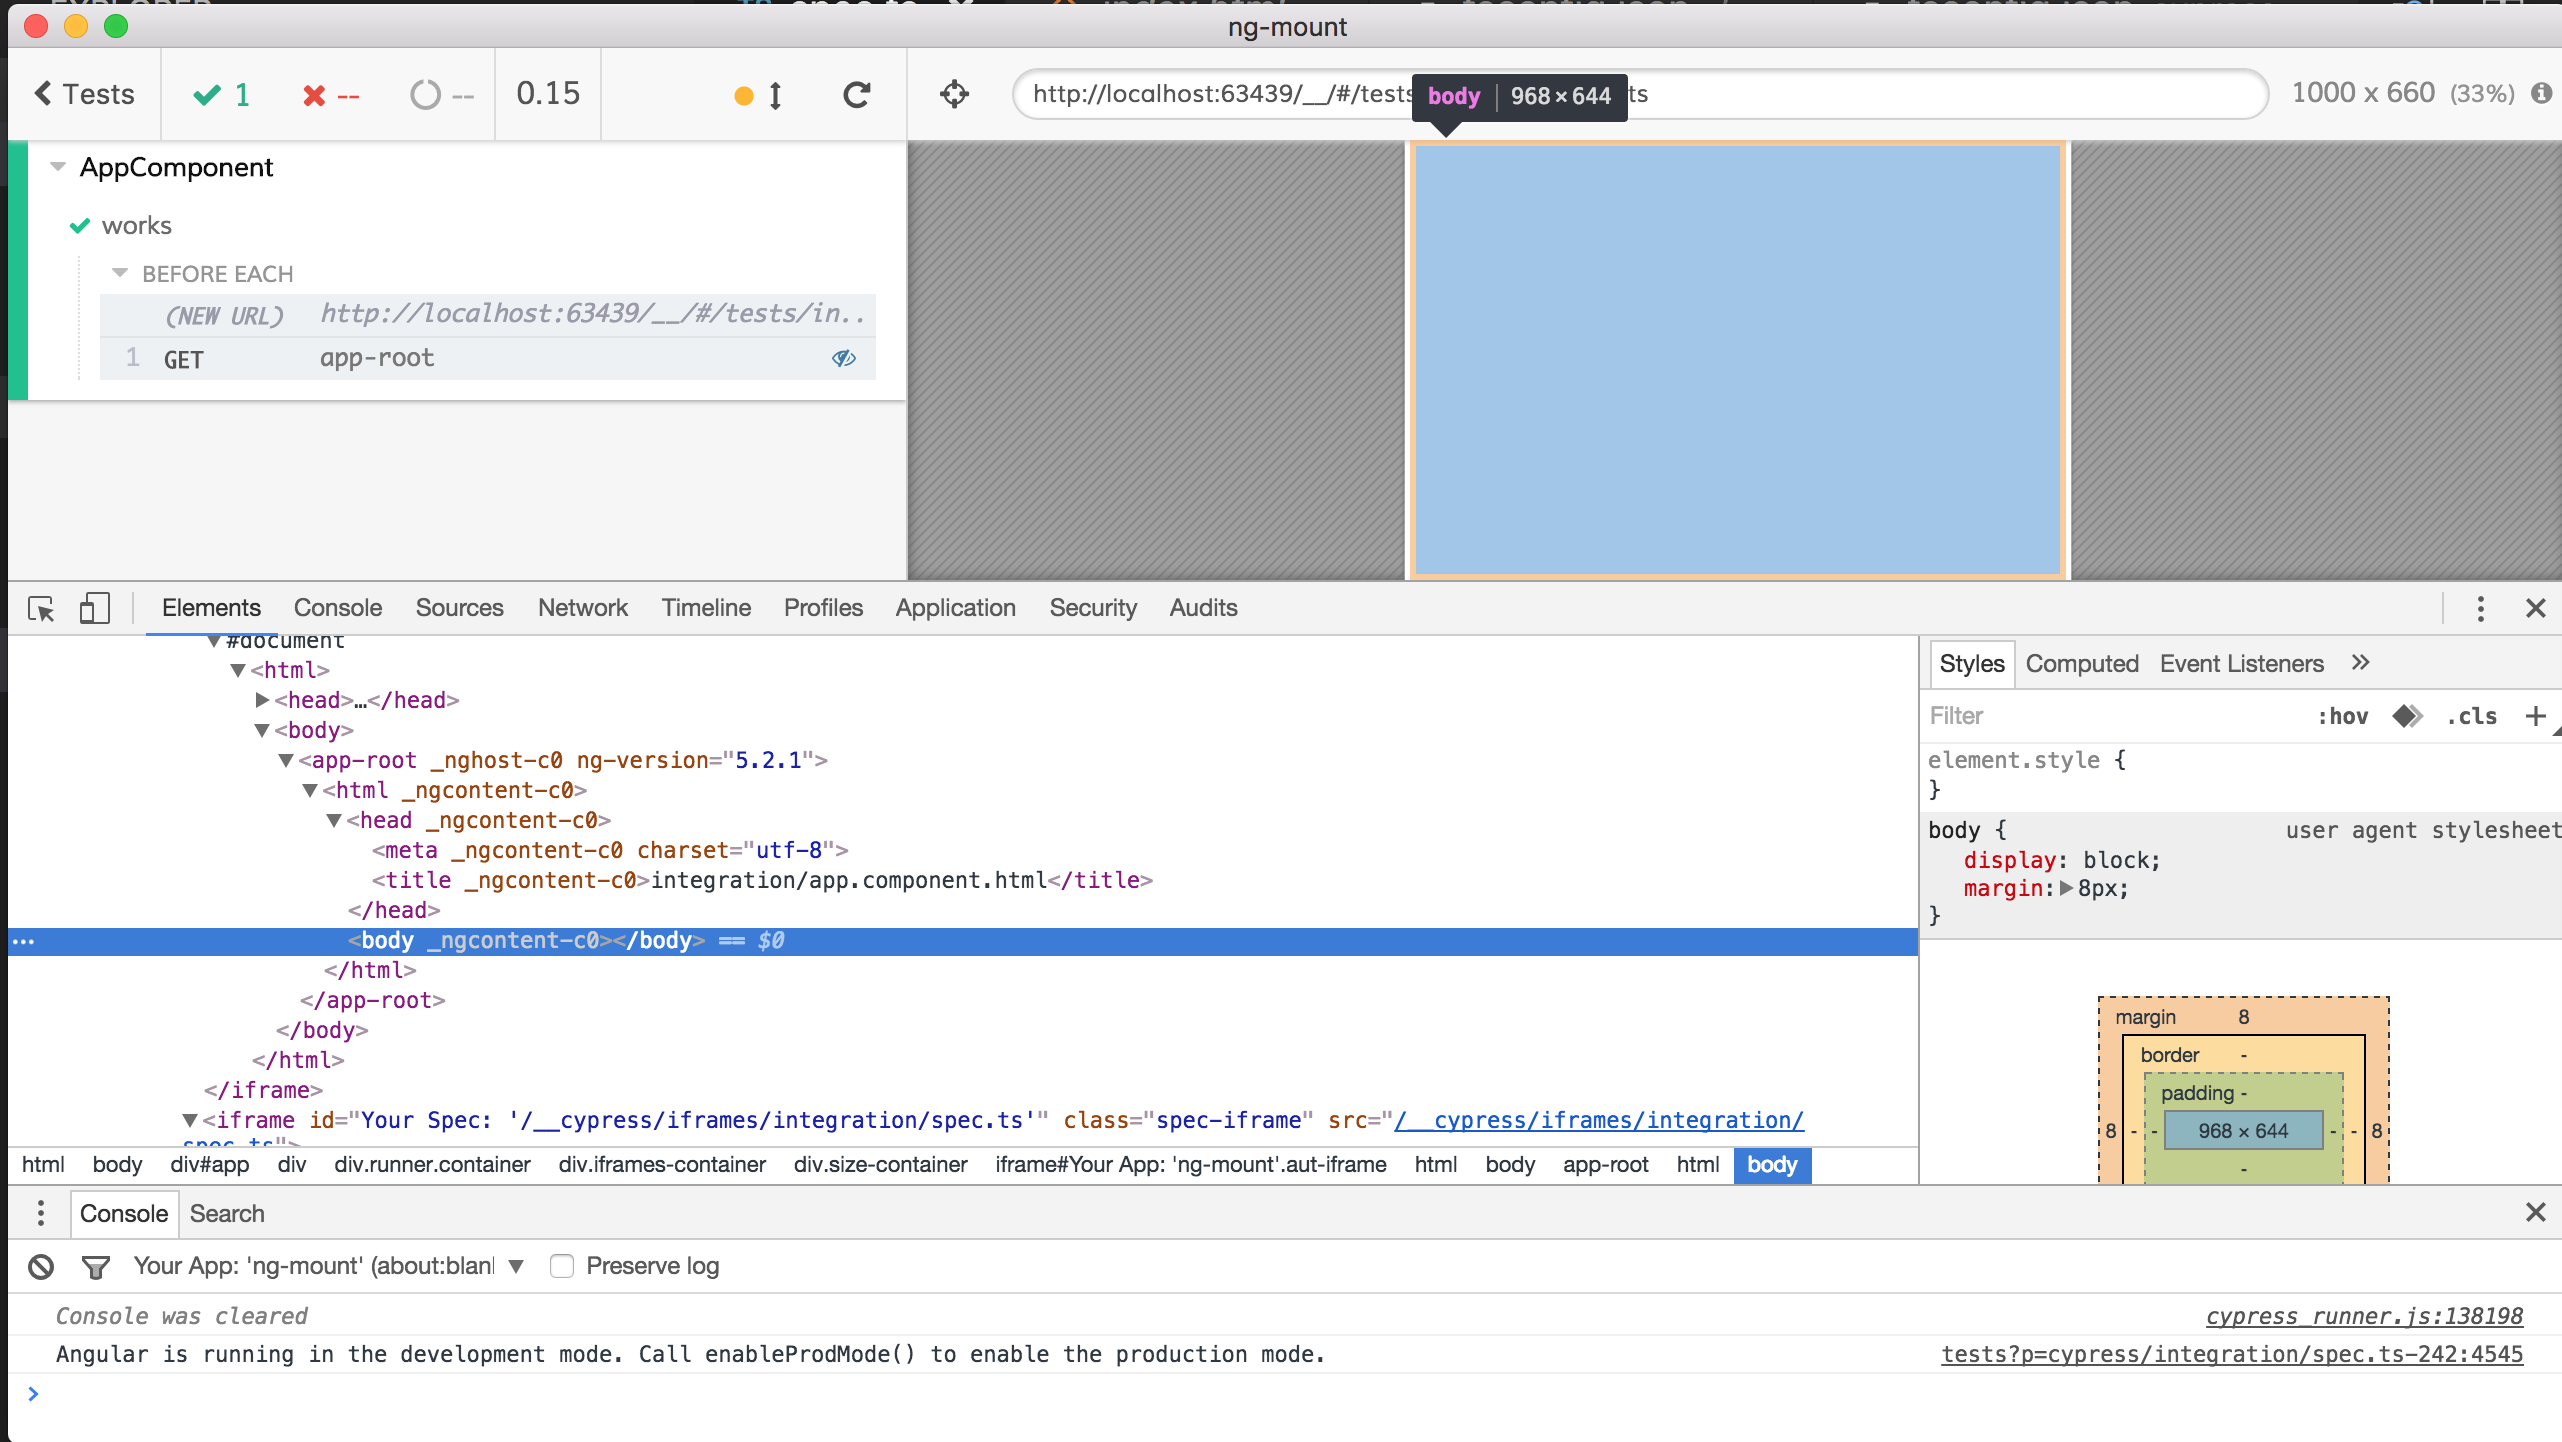 ng-mount
Tests
1
--
--
0.15
http://localhost:63439/__/#/tests
ts
body | 968 × 644
1000 x 660 (33%)
AppComponent
works
BEFORE EACH
(NEW URL) http://localhost:63439/__/#/tests/in..
1 GET app-root
Elements Console Sources Network Timeline Profiles Application Security Audits
#document
<html>
<head>…</head>
<body>
<app-root _nghost-c0 ng-version="5.2.1">
<html _ngcontent-c0>
<head _ngcontent-c0>
<meta _ngcontent-c0 charset="utf-8">
<title _ngcontent-c0>integration/app.component.html</title>
</head>
<body _ngcontent-c0></body> == $0
</html>
</app-root>
</body>
</html>
</iframe>
<iframe id="Your Spec: '/__cypress/iframes/integration/spec.ts'" class="spec-iframe" src="/__cypress/iframes/integration/
spec.ts">
html body div#app div div.runner.container div.iframes-container div.size-container iframe#Your App: 'ng-mount'.aut-iframe html body app-root html body
Styles Computed Event Listeners »
Filter :hov .cls +
element.style {
}
body { user agent stylesheet
display: block;
margin: 8px;
}
margin 8
border -
padding -
8 - - 968 × 644 - - 8
-
Console Search
Your App: 'ng-mount' (about:blan Preserve log
Console was cleared cypress_runner.js:138198
Angular is running in the development mode. Call enableProdMode() to enable the production mode. tests?p=cypress/integration/spec.ts-242:4545